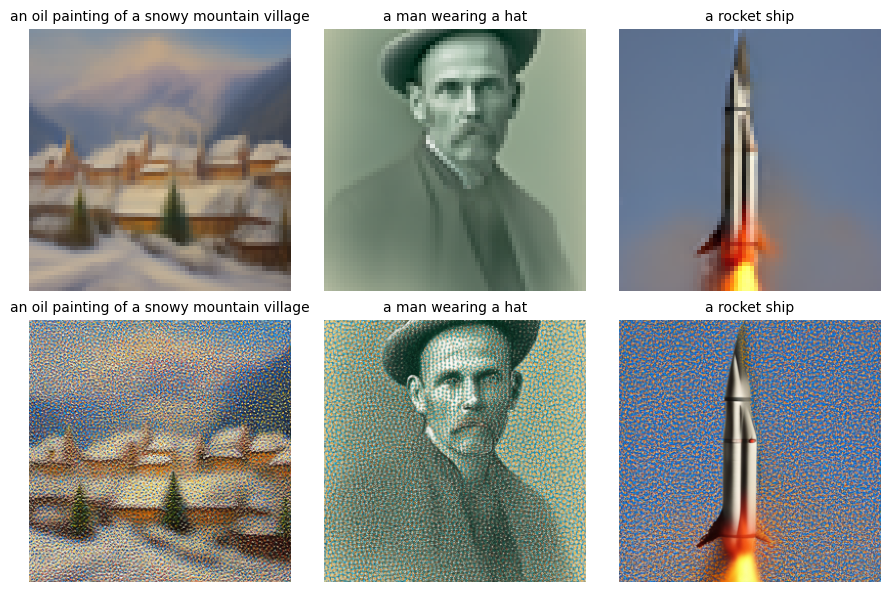 an oil painting of a snowy mountain village
a man wearing a hat
a rocket ship
an oil painting of a snowy mountain village
a man wearing a hat
a rocket ship